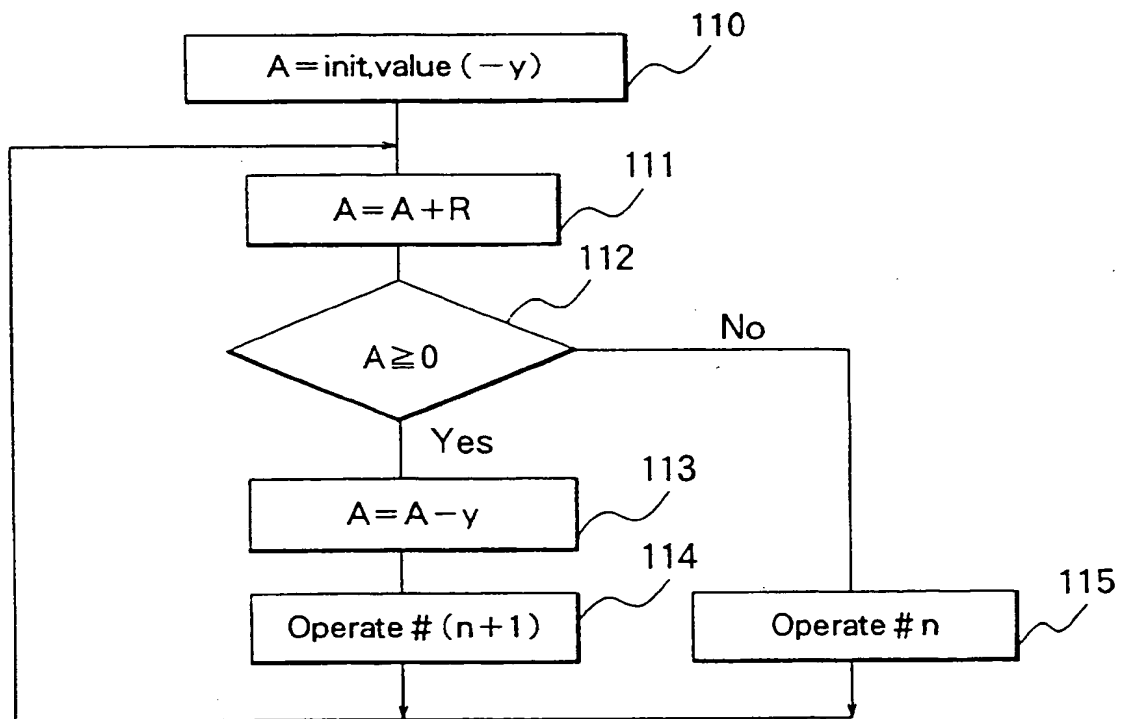 110
A=init,value (−y)
111
A=A+R
112
A≧0
No
Yes
113
A=A−y
114
Operate # (n+1)
115
Operate #n